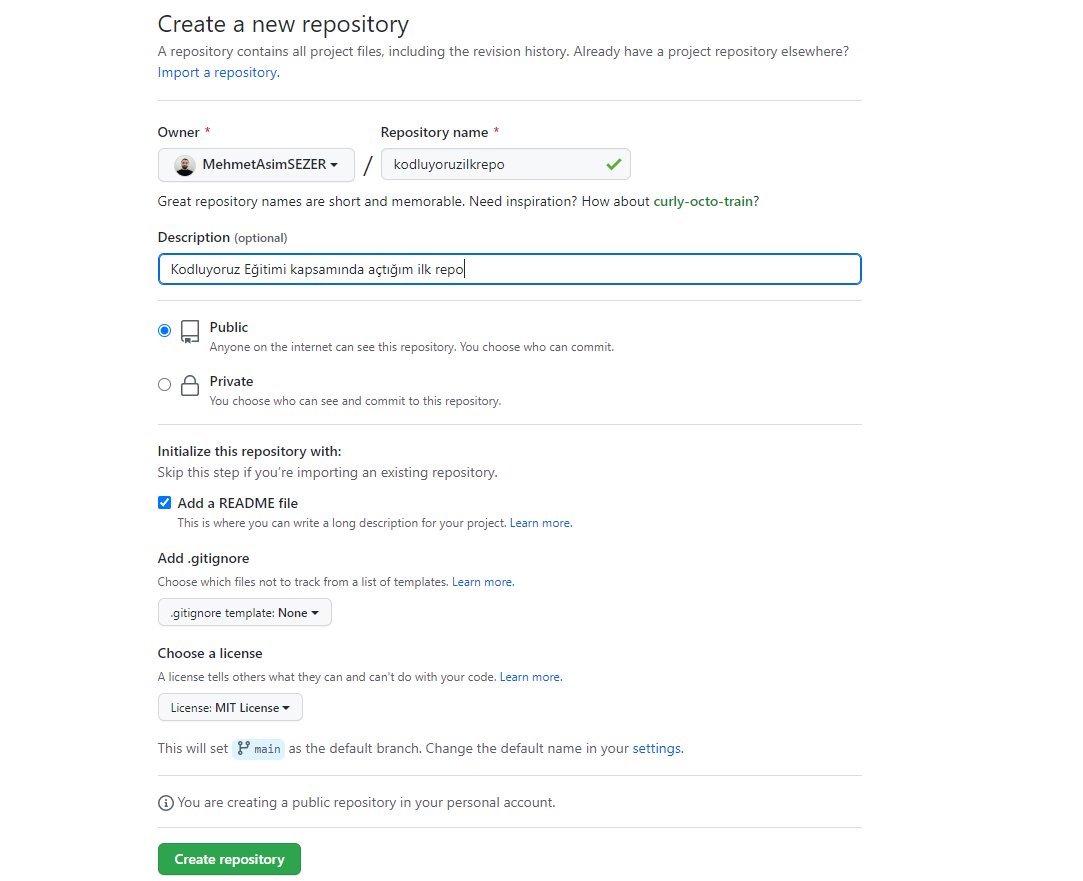 Create a new repository
A repository contains all project files, including the revision history. Already have a project repository elsewhere?
Import a repository.
Owner * Repository name *
MehmetAsimSEZER / kodluyoruzilkrepo
Great repository names are short and memorable. Need inspiration? How about curly-octo-train?
Description (optional)
Kodluyoruz Eğitimi kapsamında açtığım ilk repo
Public
Anyone on the internet can see this repository. You choose who can commit.
Private
You choose who can see and commit to this repository.
Initialize this repository with:
Skip this step if you're importing an existing repository.
Add a README file
This is where you can write a long description for your project. Learn more.
Add .gitignore
Choose which files not to track from a list of templates. Learn more.
.gitignore template: None
Choose a license
A license tells others what they can and can't do with your code. Learn more.
License: MIT License
This will set main as the default branch. Change the default name in your settings.
You are creating a public repository in your personal account.
Create repository